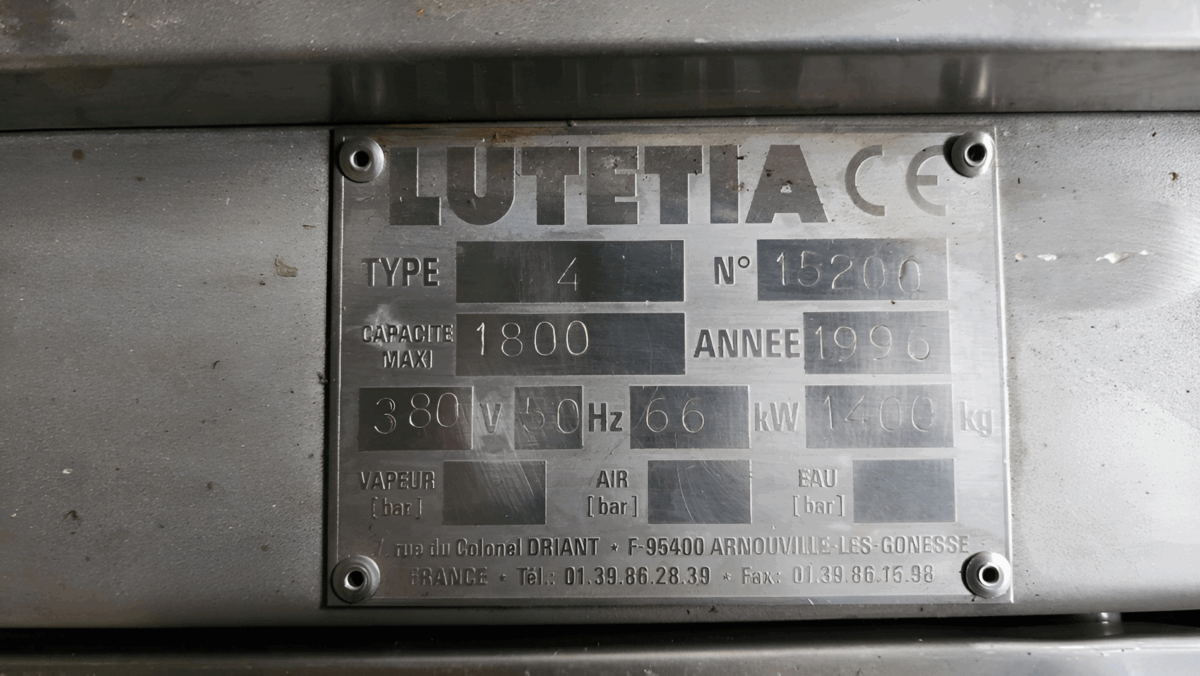 LUTETIA CE
TYPE 4 N° 15200
CAPACITE MAXI 1800 ANNEE 1996
380 V 50 Hz 66 kW 1400 kg
VAPEUR [bar] AIR [bar] EAU [bar]
rue du Colonel DRIANT * F-95400 ARNOUVILLE-LES-GONESSE
FRANCE * Tél.: 01.39.86.28.39 * Fax: 01.39.86.15.98